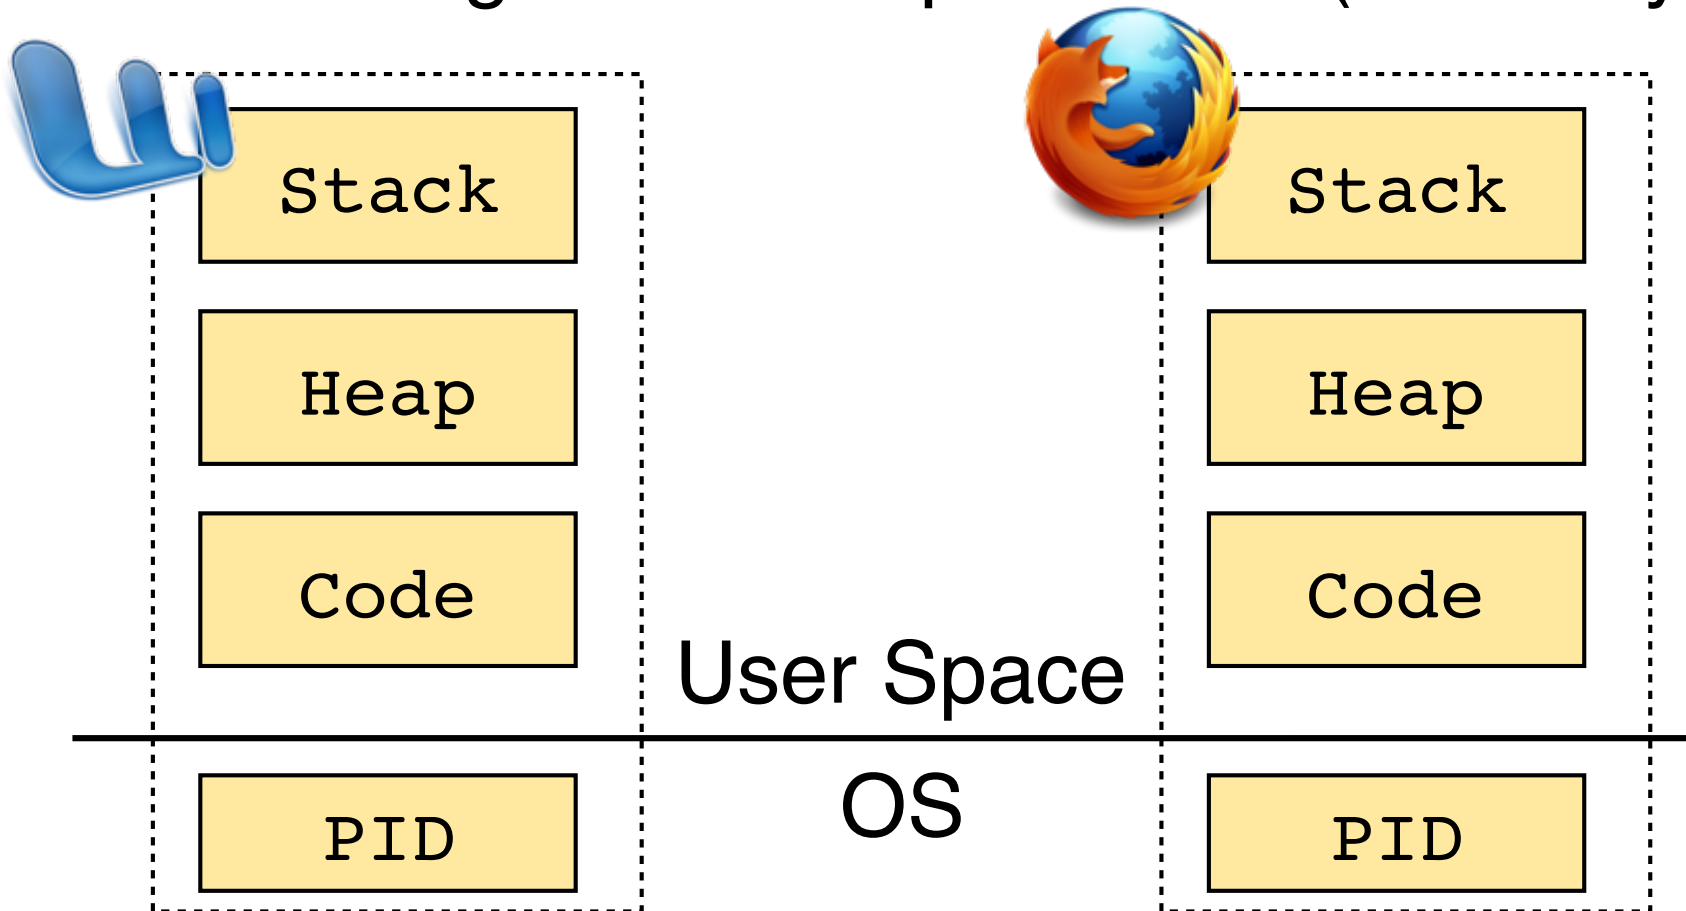 Stack
Stack
Heap
Heap
Code
Code
User Space
OS
PID
PID